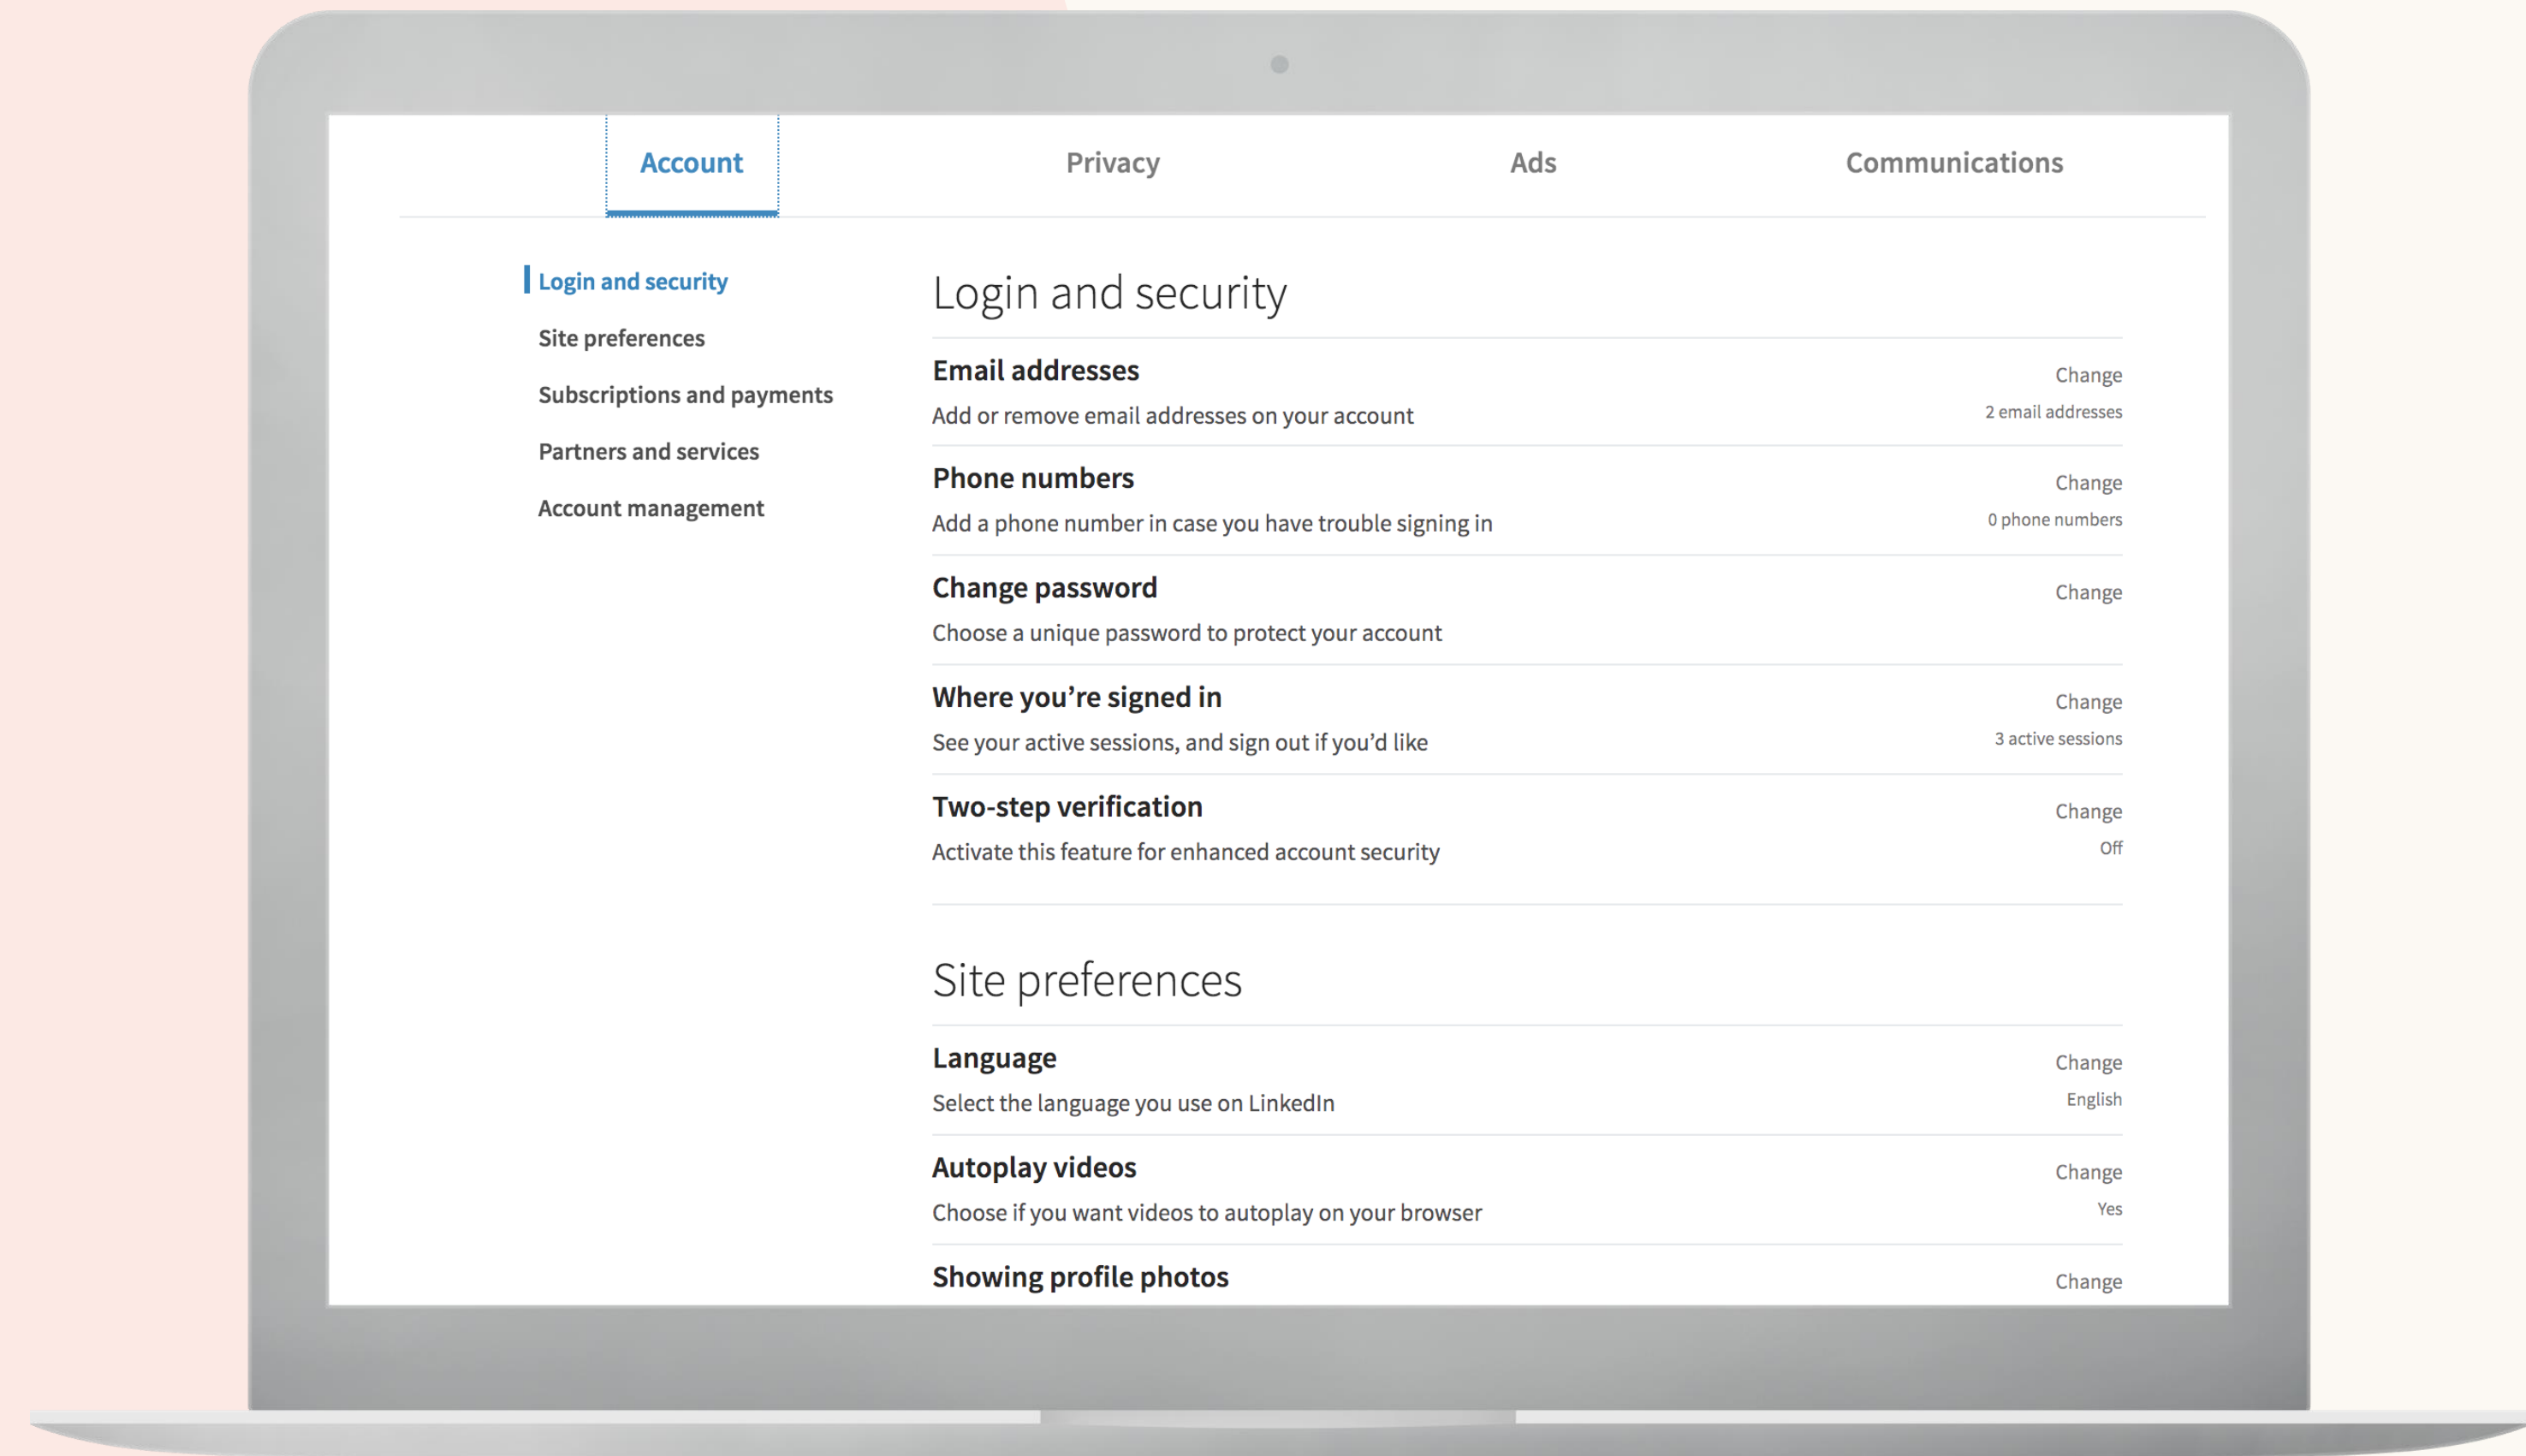 Account
Privacy
Ads
Communications
Login and security
Site preferences
Subscriptions and payments
Partners and services
Account management
Login and security
Email addresses
Change
Add or remove email addresses on your account
2 email addresses
Phone numbers
Change
Add a phone number in case you have trouble signing in
0 phone numbers
Change password
Change
Choose a unique password to protect your account
Where you’re signed in
Change
See your active sessions, and sign out if you’d like
3 active sessions
Two-step verification
Change
Activate this feature for enhanced account security
Off
Site preferences
Language
Change
Select the language you use on LinkedIn
English
Autoplay videos
Change
Choose if you want videos to autoplay on your browser
Yes
Showing profile photos
Change